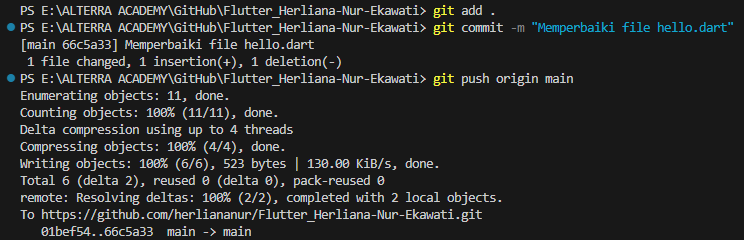 PS E:\ALTERRA ACADEMY\GitHub\Flutter_Herliana-Nur-Ekawati> git add .
PS E:\ALTERRA ACADEMY\GitHub\Flutter_Herliana-Nur-Ekawati> git commit -m "Memperbaiki file hello.dart"
[main 66c5a33] Memperbaiki file hello.dart
1 file changed, 1 insertion(+), 1 deletion(-)
PS E:\ALTERRA ACADEMY\GitHub\Flutter_Herliana-Nur-Ekawati> git push origin main
Enumerating objects: 11, done.
Counting objects: 100% (11/11), done.
Delta compression using up to 4 threads
Compressing objects: 100% (4/4), done.
Writing objects: 100% (6/6), 523 bytes | 130.00 KiB/s, done.
Total 6 (delta 2), reused 0 (delta 0), pack-reused 0
remote: Resolving deltas: 100% (2/2), completed with 2 local objects.
To https://github.com/herliananur/Flutter_Herliana-Nur-Ekawati.git
01bef54..66c5a33  main -> main